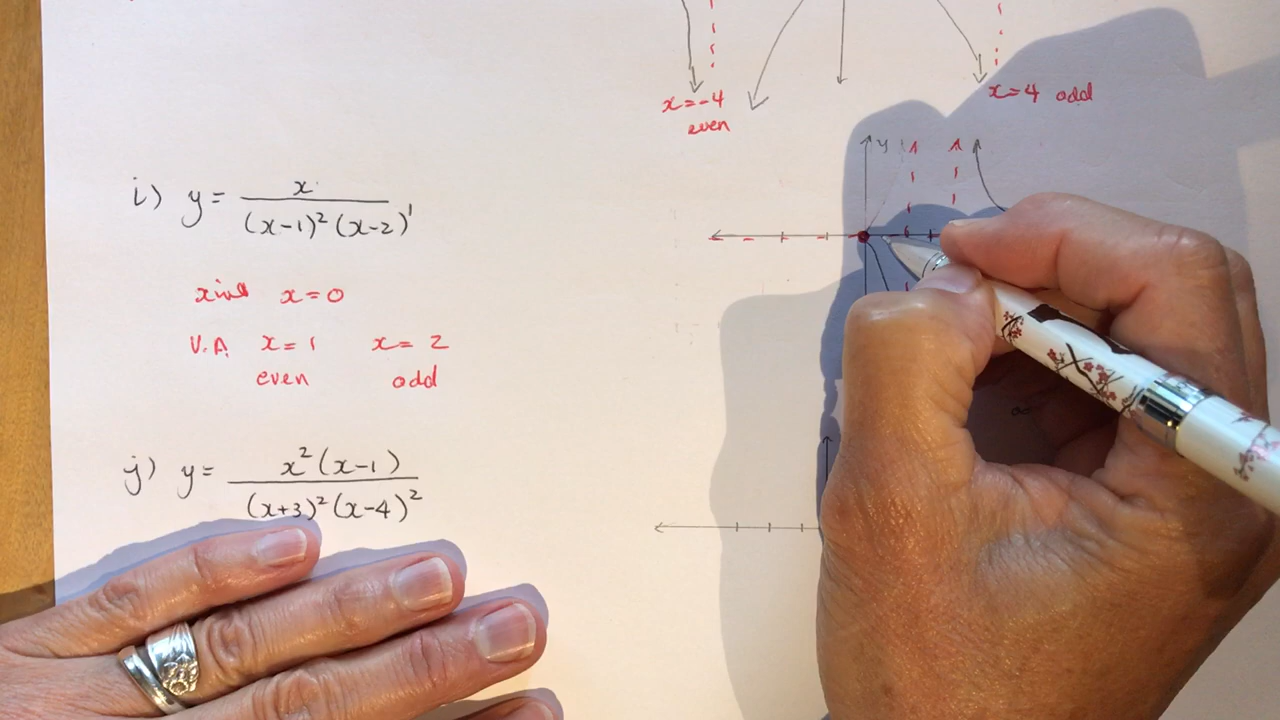 x=-4
even
x=4 odd
y
i) y = x / (x-1)² (x-2)¹
x int x=0
V.A. x=1 x=2
even odd
j) y = x² (x-1) / (x+3)² (x-4)²